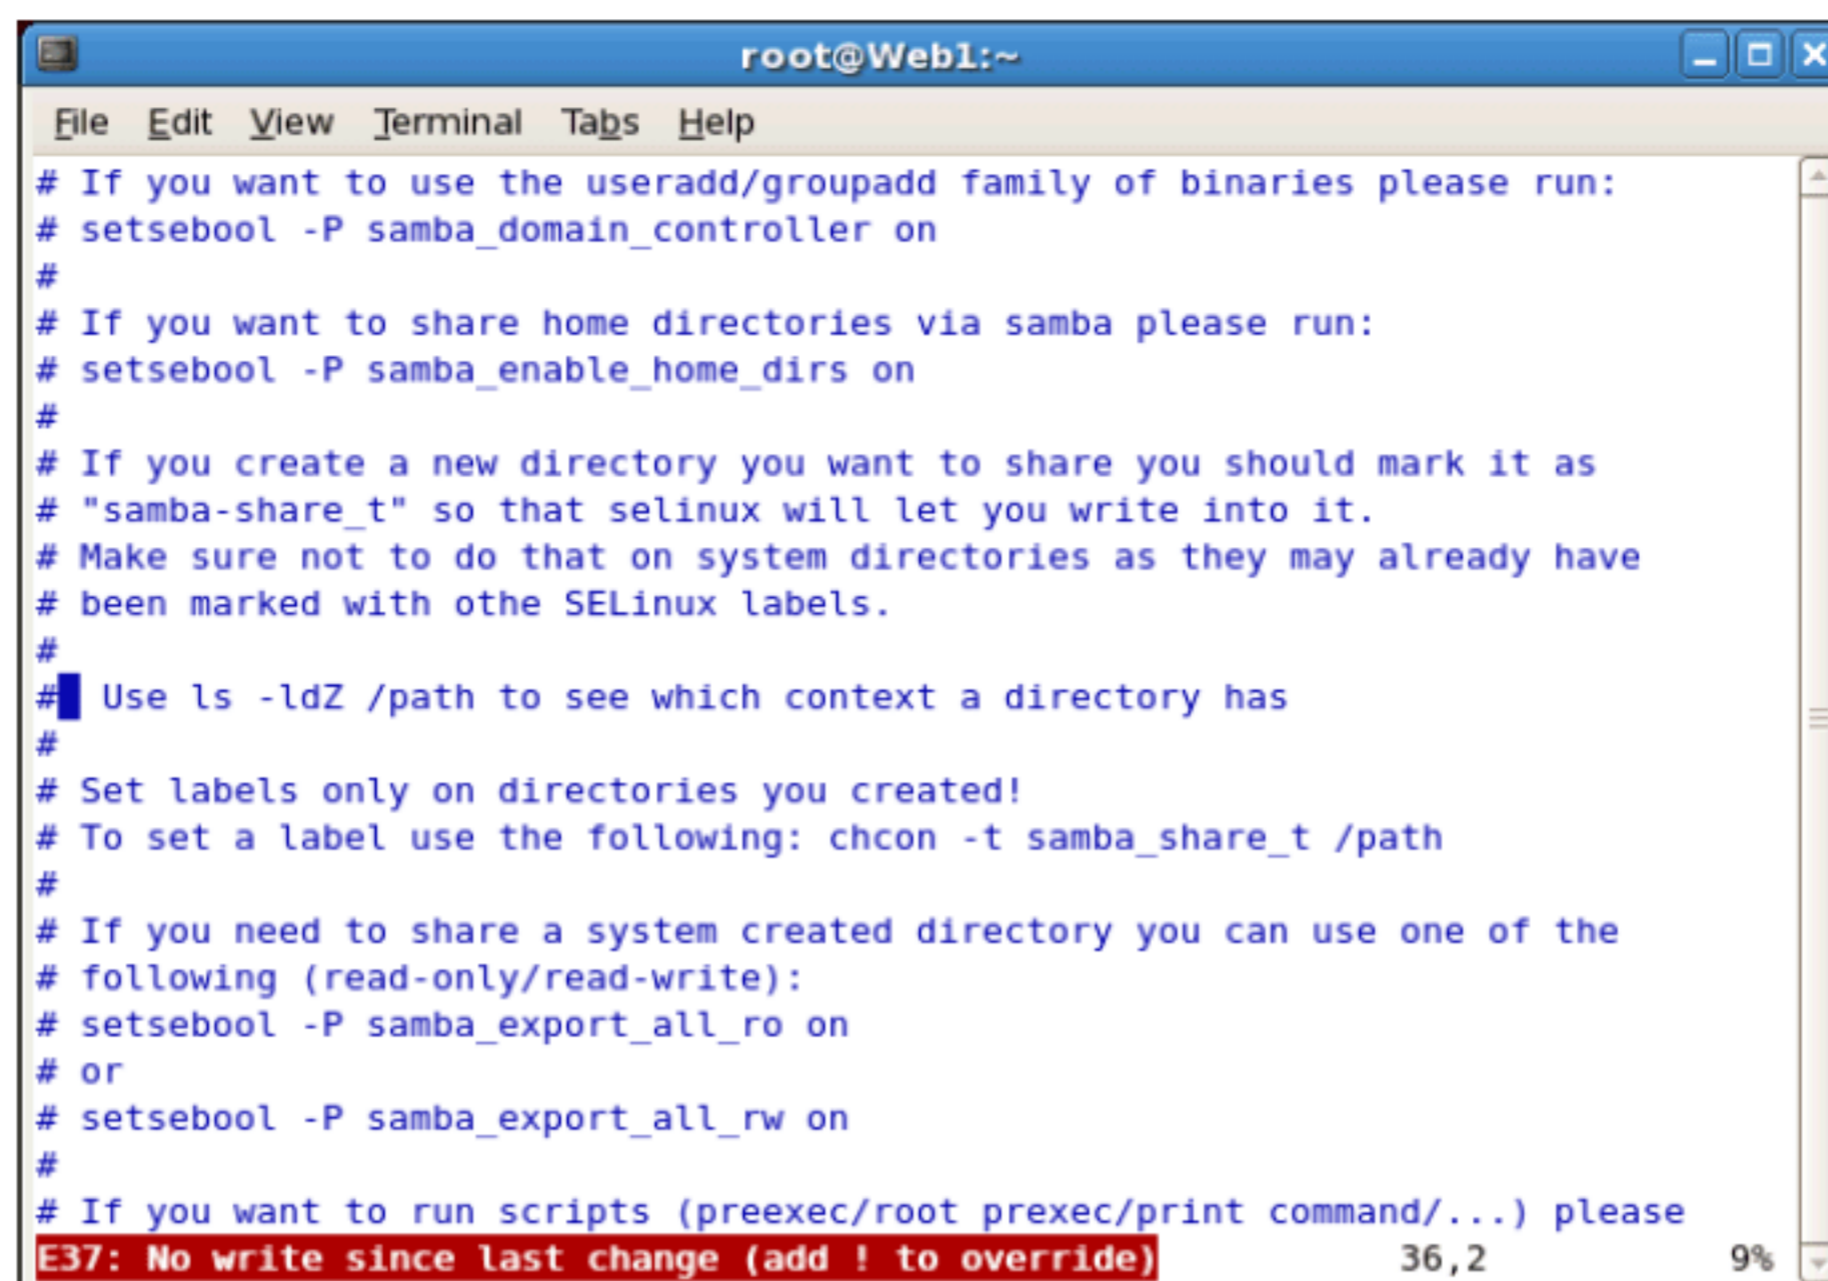 root@Web1:~
File Edit View Terminal Tabs Help
# If you want to use the useradd/groupadd family of binaries please run:
# setsebool -P samba_domain_controller on
#
# If you want to share home directories via samba please run:
# setsebool -P samba_enable_home_dirs on
#
# If you create a new directory you want to share you should mark it as
# "samba-share_t" so that selinux will let you write into it.
# Make sure not to do that on system directories as they may already have
# been marked with othe SELinux labels.
#
#  Use ls -ldZ /path to see which context a directory has
#
# Set labels only on directories you created!
# To set a label use the following: chcon -t samba_share_t /path
#
# If you need to share a system created directory you can use one of the
# following (read-only/read-write):
# setsebool -P samba_export_all_ro on
# or
# setsebool -P samba_export_all_rw on
#
# If you want to run scripts (preexec/root prexec/print command/...) please
E37: No write since last change (add ! to override) 36,2 9%